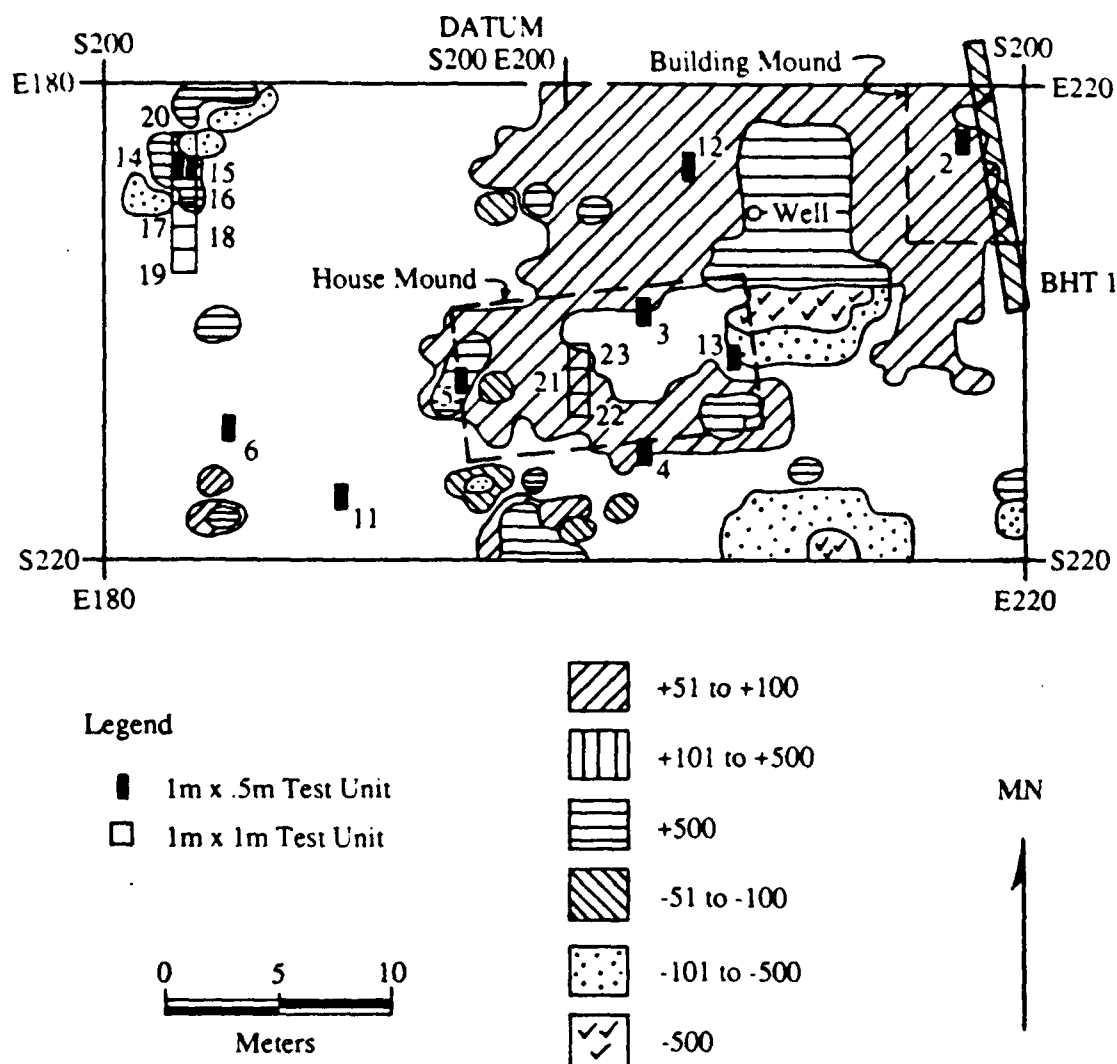 DATUM
S200
S200 E200
S200
Building Mound
E180
E220
20
12
2
14
15
16
Well
17
18
19
House Mound
BHT 1
3
23
13
5
21
22
6
4
11
S220
S220
E180
E220
+51 to +100
Legend
+101 to +500
1m x .5m Test Unit
MN
1m x 1m Test Unit
+500
-51 to -100
0 5 10
-101 to -500
Meters
-500